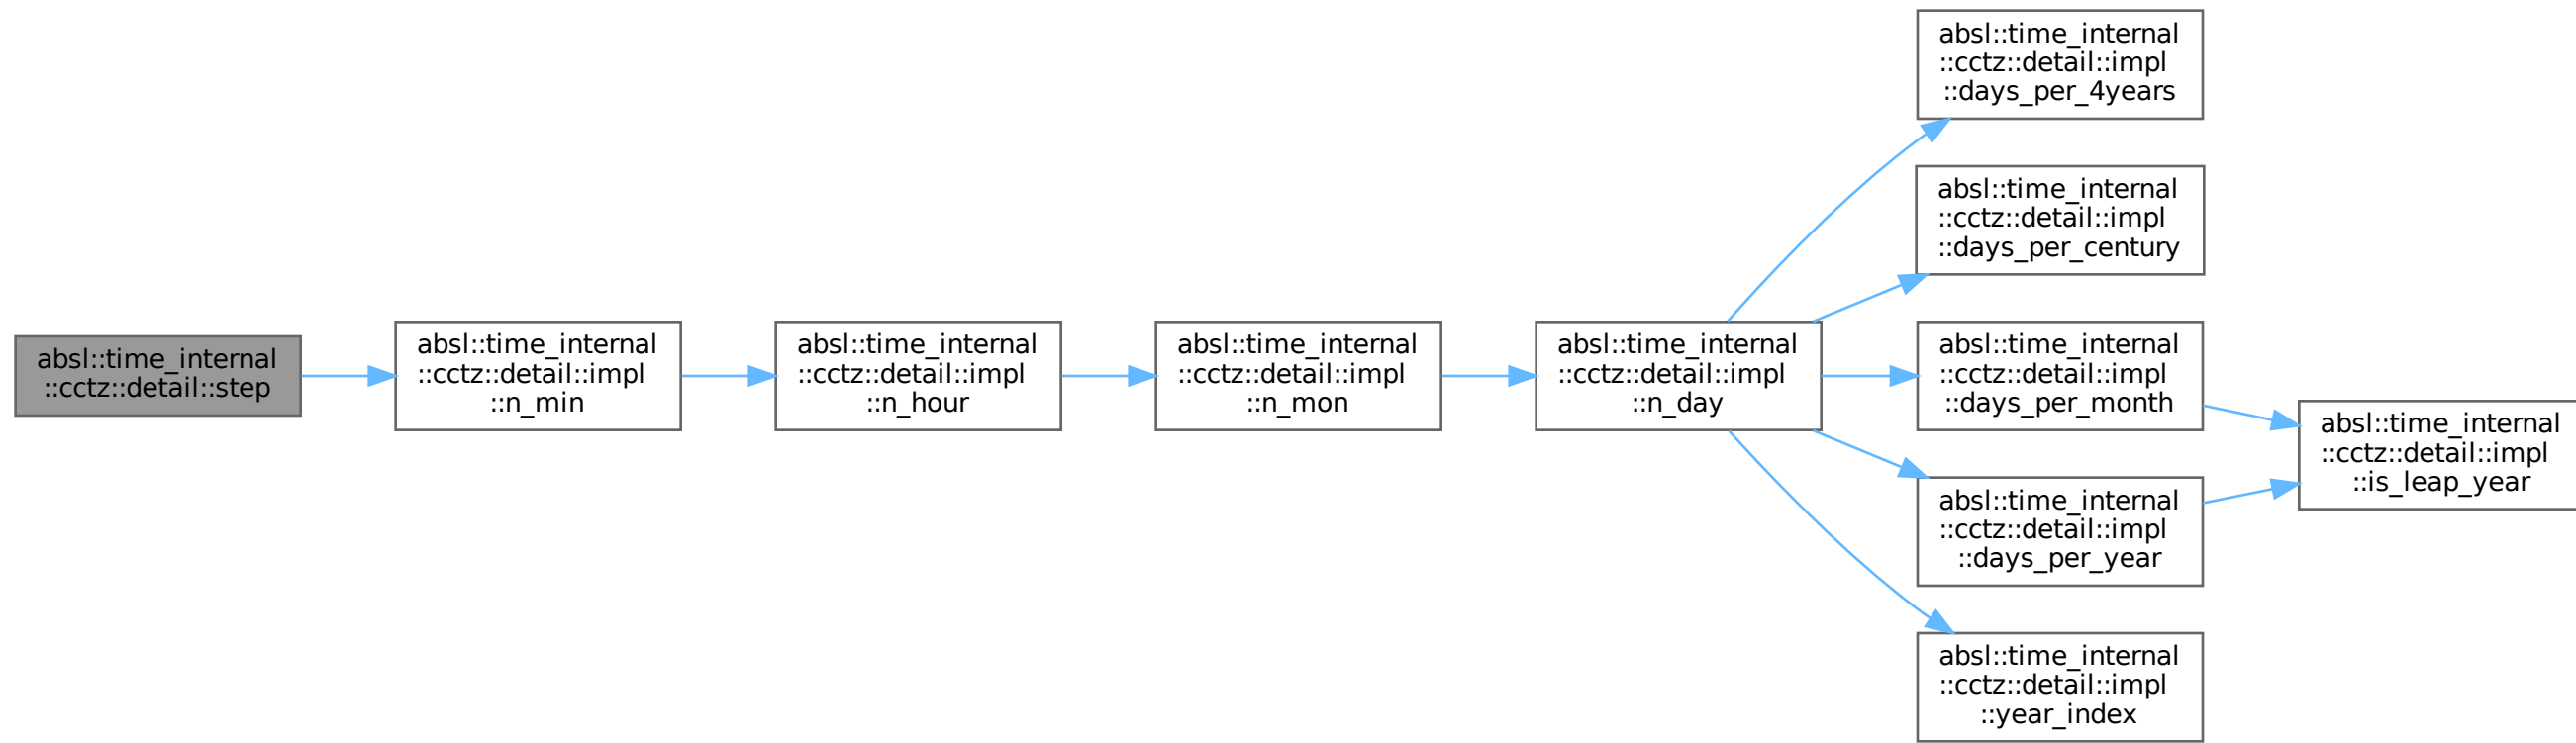 absl::time_internal
::cctz::detail::step
absl::time_internal
::cctz::detail::impl
::n_min
absl::time_internal
::cctz::detail::impl
::n_hour
absl::time_internal
::cctz::detail::impl
::n_mon
absl::time_internal
::cctz::detail::impl
::n_day
absl::time_internal
::cctz::detail::impl
::days_per_4years
absl::time_internal
::cctz::detail::impl
::days_per_century
absl::time_internal
::cctz::detail::impl
::days_per_month
absl::time_internal
::cctz::detail::impl
::days_per_year
absl::time_internal
::cctz::detail::impl
::year_index
absl::time_internal
::cctz::detail::impl
::is_leap_year